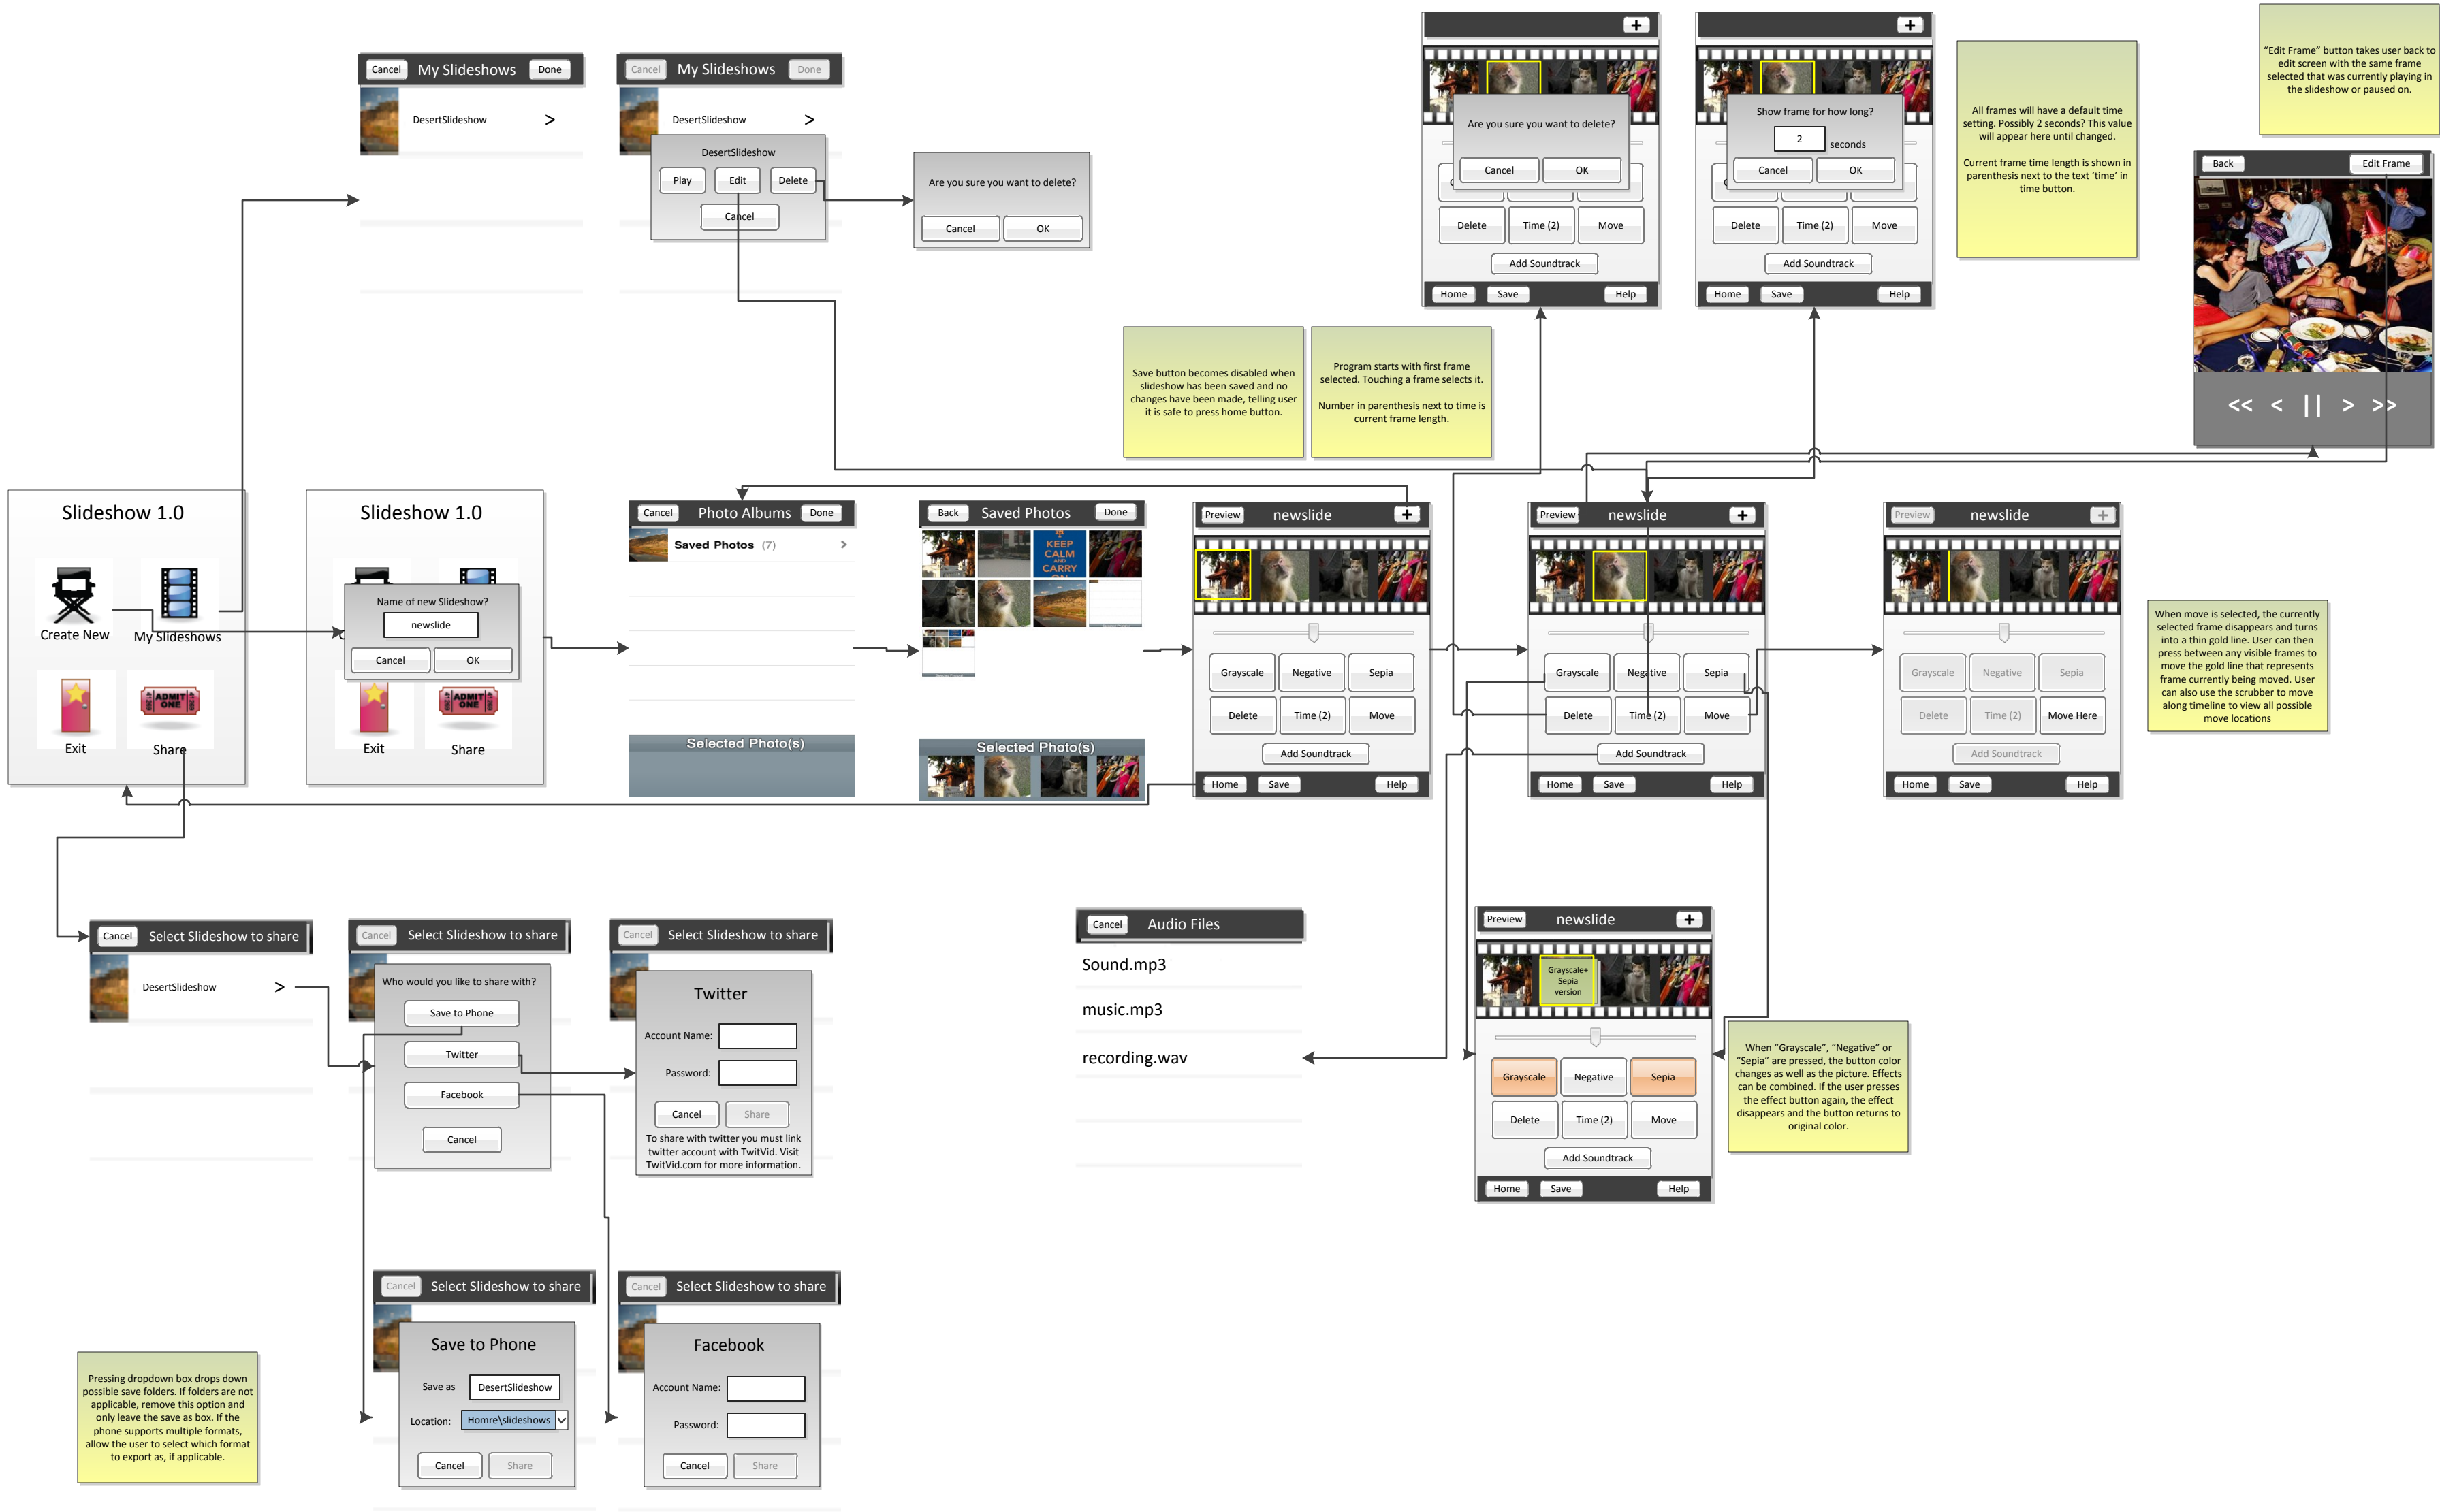 Cancel My Slideshows Done
DesertSlideshow >
Cancel My Slideshows Done
DesertSlideshow >
DesertSlideshow
Play Edit Delete
Cancel
Are you sure you want to delete?
Cancel OK
+
Are you sure you want to delete?
Cancel OK
Delete Time (2) Move
Add Soundtrack
Home Save Help
+
Show frame for how long?
2 seconds
Cancel OK
Delete Time (2) Move
Add Soundtrack
Home Save Help
All frames will have a default time
setting. Possibly 2 seconds? This value
will appear here until changed.
Current frame time length is shown in
parenthesis next to the text ‘time’ in
time button.
“Edit Frame” button takes user back to
edit screen with the same frame
selected that was currently playing in
the slideshow or paused on.
Back Edit Frame
<< < || > >>
Save button becomes disabled when
slideshow has been saved and no
changes have been made, telling user
it is safe to press home button.
Program starts with first frame
selected. Touching a frame selects it.
Number in parenthesis next to time is
current frame length.
Slideshow 1.0
Create New My Slideshows
ADMIT
ONE
Exit Share
Slideshow 1.0
Name of new Slideshow?
newslide
Cancel OK
ADMIT
ONE
Exit Share
Cancel Photo Albums Done
Saved Photos (7) >
Selected Photo(s)
Back Saved Photos Done
KEEP
CALM
AND
CARRY
ON
Selected Photo(s)
Preview newslide +
Grayscale Negative Sepia
Delete Time (2) Move
Add Soundtrack
Home Save Help
Preview newslide +
Grayscale Negative Sepia
Delete Time (2) Move
Add Soundtrack
Home Save Help
Preview newslide +
Grayscale Negative Sepia
Delete Time (2) Move Here
Add Soundtrack
Home Save Help
When move is selected, the currently
selected frame disappears and turns
into a thin gold line. User can then
press between any visible frames to
move the gold line that represents
frame currently being moved. User
can also use the scrubber to move
along timeline to view all possible
move locations
Cancel Select Slideshow to share
DesertSlideshow >
Cancel Select Slideshow to share
Who would you like to share with?
Save to Phone
Twitter
Facebook
Cancel
Cancel Select Slideshow to share
Twitter
Account Name:
Password:
Cancel Share
To share with twitter you must link
twitter account with TwitVid. Visit
TwitVid.com for more information.
Cancel Audio Files
Sound.mp3
music.mp3
recording.wav
Preview newslide +
Grayscale+
Sepia
version
Grayscale Negative Sepia
Delete Time (2) Move
Add Soundtrack
Home Save Help
When “Grayscale”, “Negative” or
“Sepia” are pressed, the button color
changes as well as the picture. Effects
can be combined. If the user presses
the effect button again, the effect
disappears and the button returns to
original color.
Pressing dropdown box drops down
possible save folders. If folders are not
applicable, remove this option and
only leave the save as box. If the
phone supports multiple formats,
allow the user to select which format
to export as, if applicable.
Cancel Select Slideshow to share
Save to Phone
Save as DesertSlideshow
Location: Homre\slideshows
Cancel Share
Cancel Select Slideshow to share
Facebook
Account Name:
Password:
Cancel Share